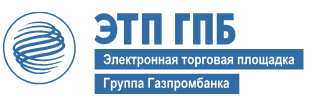 ЭТП ГПБ
Электронная торговая площадка
Группа Газпромбанка